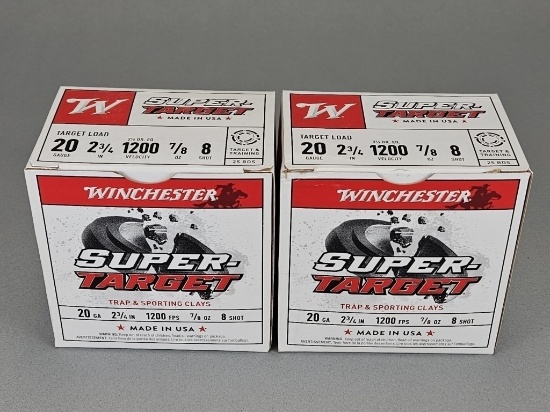 W SUPER-
TARGET
★ MADE IN USA ★
TARGET LOAD
20 2 3/4 1200 7/8 8
GAUGE VELOCITY OZ SHOT
TARGET &
TRAINING
25 RDS
WINCHESTER
SUPER-
TARGET
TRAP & SPORTING CLAYS
20 GA 2 3/4 IN 1200 FPS 7/8 OZ 8 SHOT
★ MADE IN USA ★
W SUPER-
TARGET
★ MADE IN USA ★
TARGET LOAD
20 2 3/4 1200 7/8 8
GAUGE VELOCITY OZ SHOT
TARGET &
TRAINING
25 RDS
WINCHESTER
SUPER-
TARGET
TRAP & SPORTING CLAYS
20 GA 2 3/4 IN 1200 FPS 7/8 OZ 8 SHOT
★ MADE IN USA ★